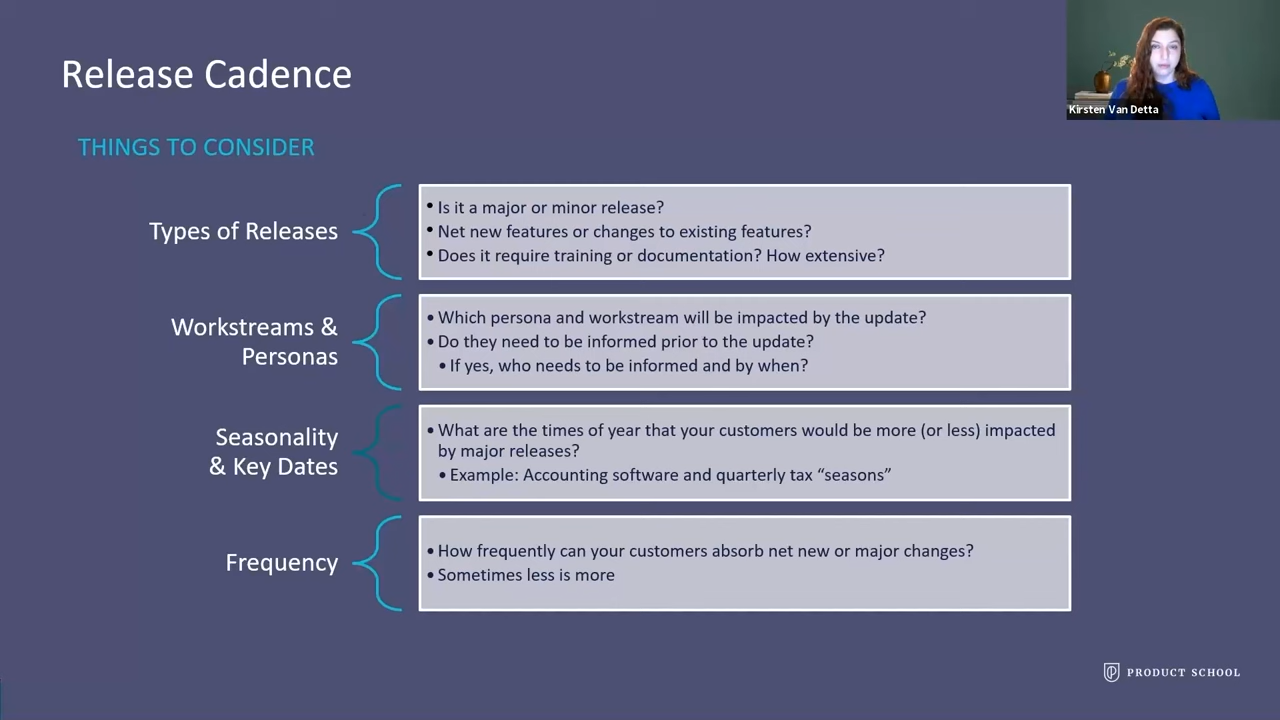 Release Cadence
Kirsten Van Detta
THINGS TO CONSIDER
Types of Releases
• Is it a major or minor release?
• Net new features or changes to existing features?
• Does it require training or documentation? How extensive?
Workstreams &
Personas
• Which persona and workstream will be impacted by the update?
• Do they need to be informed prior to the update?
• If yes, who needs to be informed and by when?
Seasonality
& Key Dates
• What are the times of year that your customers would be more (or less) impacted
by major releases?
• Example: Accounting software and quarterly tax “seasons”
Frequency
• How frequently can your customers absorb net new or major changes?
• Sometimes less is more
PRODUCT SCHOOL